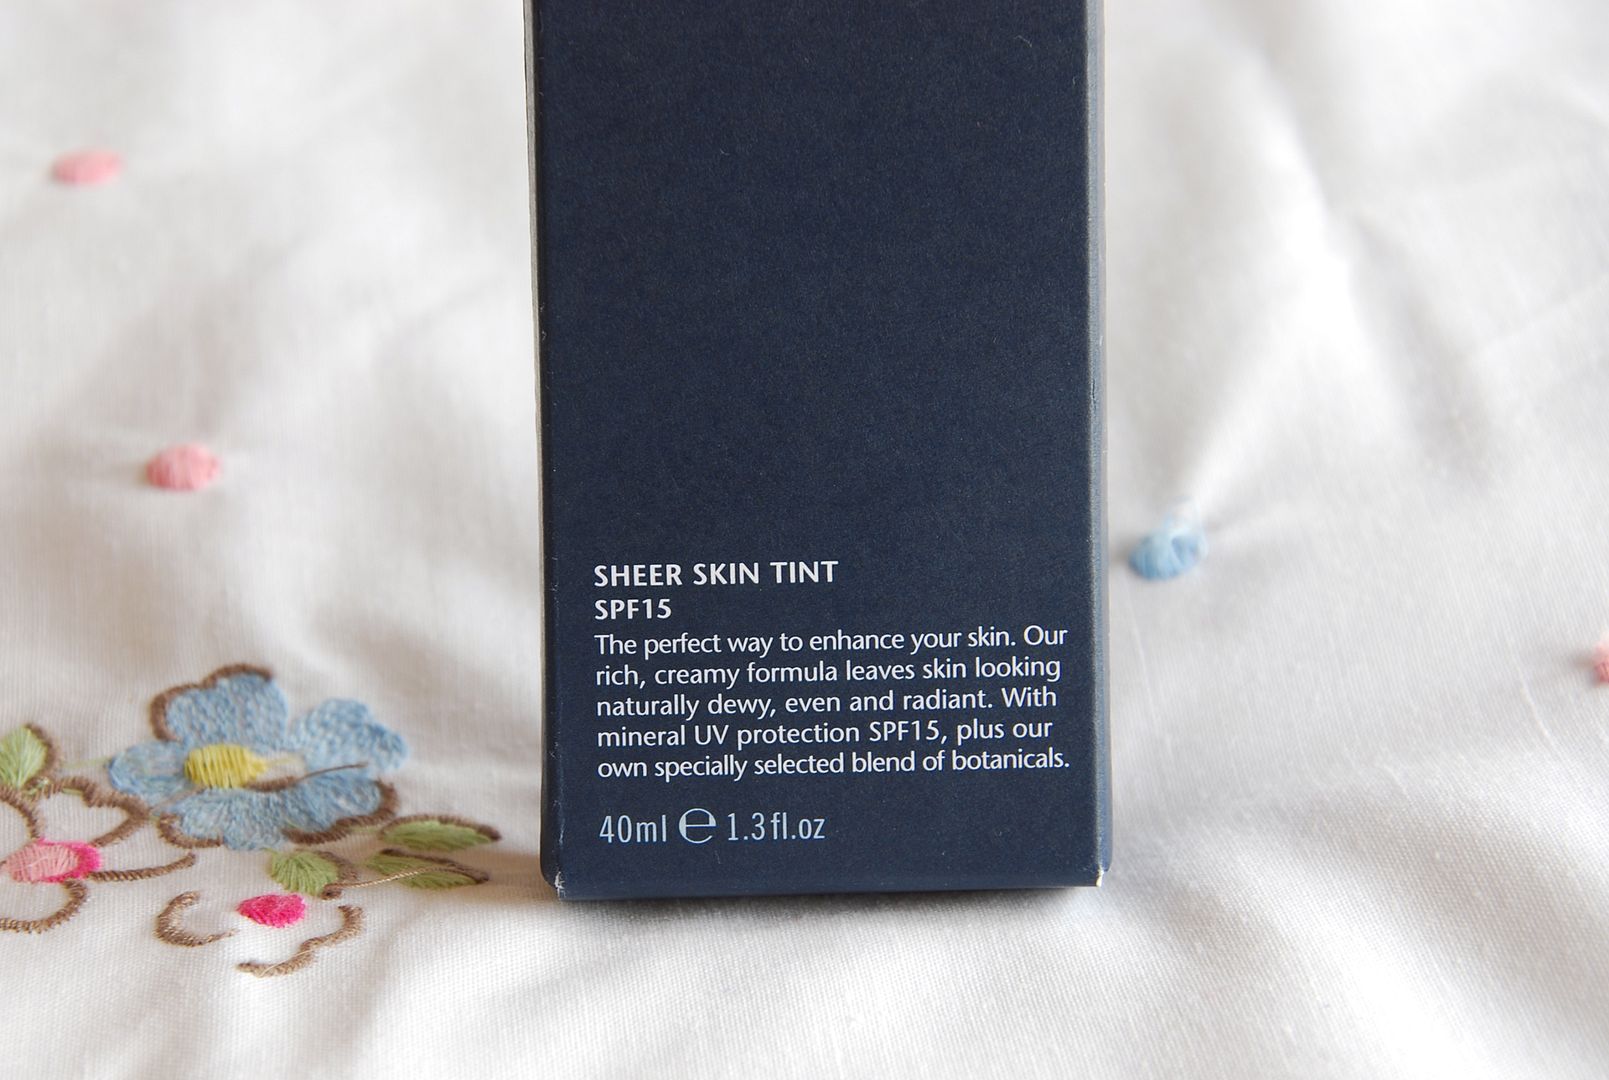 SHEER SKIN TINT
SPF15
The perfect way to enhance your skin. Our
rich, creamy formula leaves skin looking
naturally dewy, even and radiant. With
mineral UV protection SPF15, plus our
own specially selected blend of botanicals.
40ml ℮ 1.3fl.oz